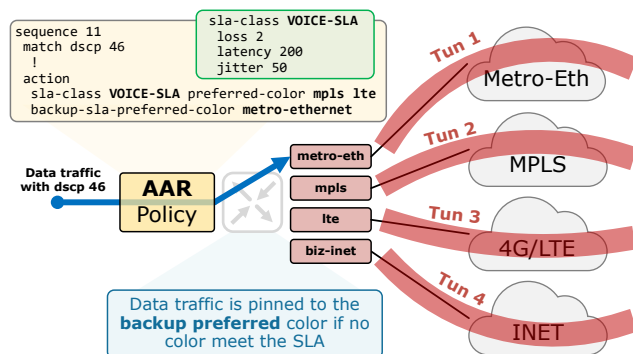 sequence 11
match dscp 46
!
action
sla-class VOICE-SLA preferred-color mpls lte
backup-sla-preferred-color metro-ethernet
sla-class VOICE-SLA
loss 2
latency 200
jitter 50
Tun 1
Metro-Eth
Tun 2
MPLS
Tun 3
4G/LTE
Tun 4
INET
Data traffic
with dscp 46
AAR
Policy
metro-eth
mpls
lte
biz-inet
Data traffic is pinned to the
backup preferred color if no
color meet the SLA